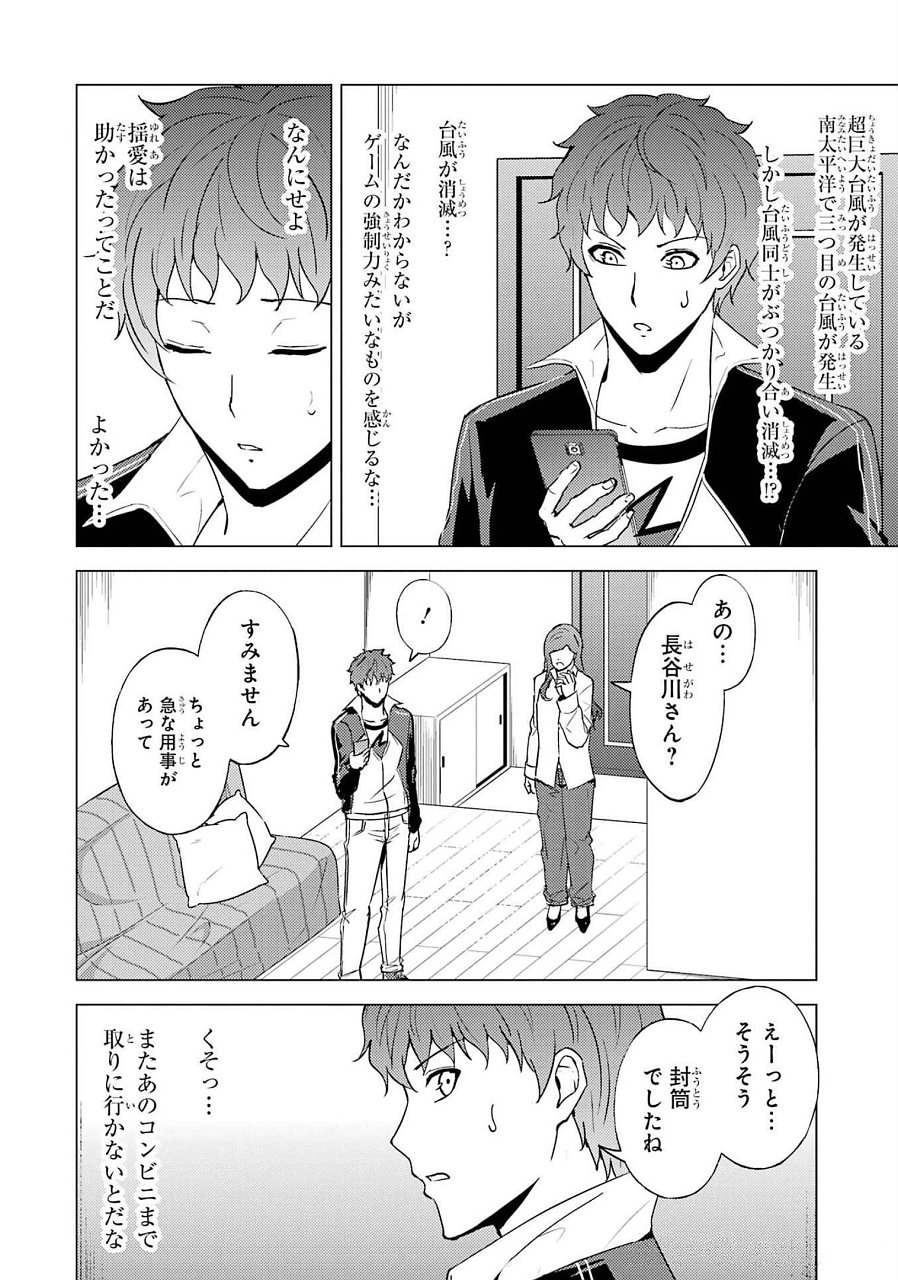 超巨大台風が発生している
南太平洋で三つ目の台風が発生
しかし台風同士がぶつかり合い消滅…!?
台風が消滅…?
なんだかわからないが
ゲームの強制力みたいなものを感じるな…
なんにせよ
揺愛は
助かったってことだ
よかった…
あの…
長谷川さん?
!
すみません
ちょっと
急な用事が
あって
えーっと…
そうそう
封筒
でしたね
くそっ…
またあのコンビニまで
取りに行かないとだな